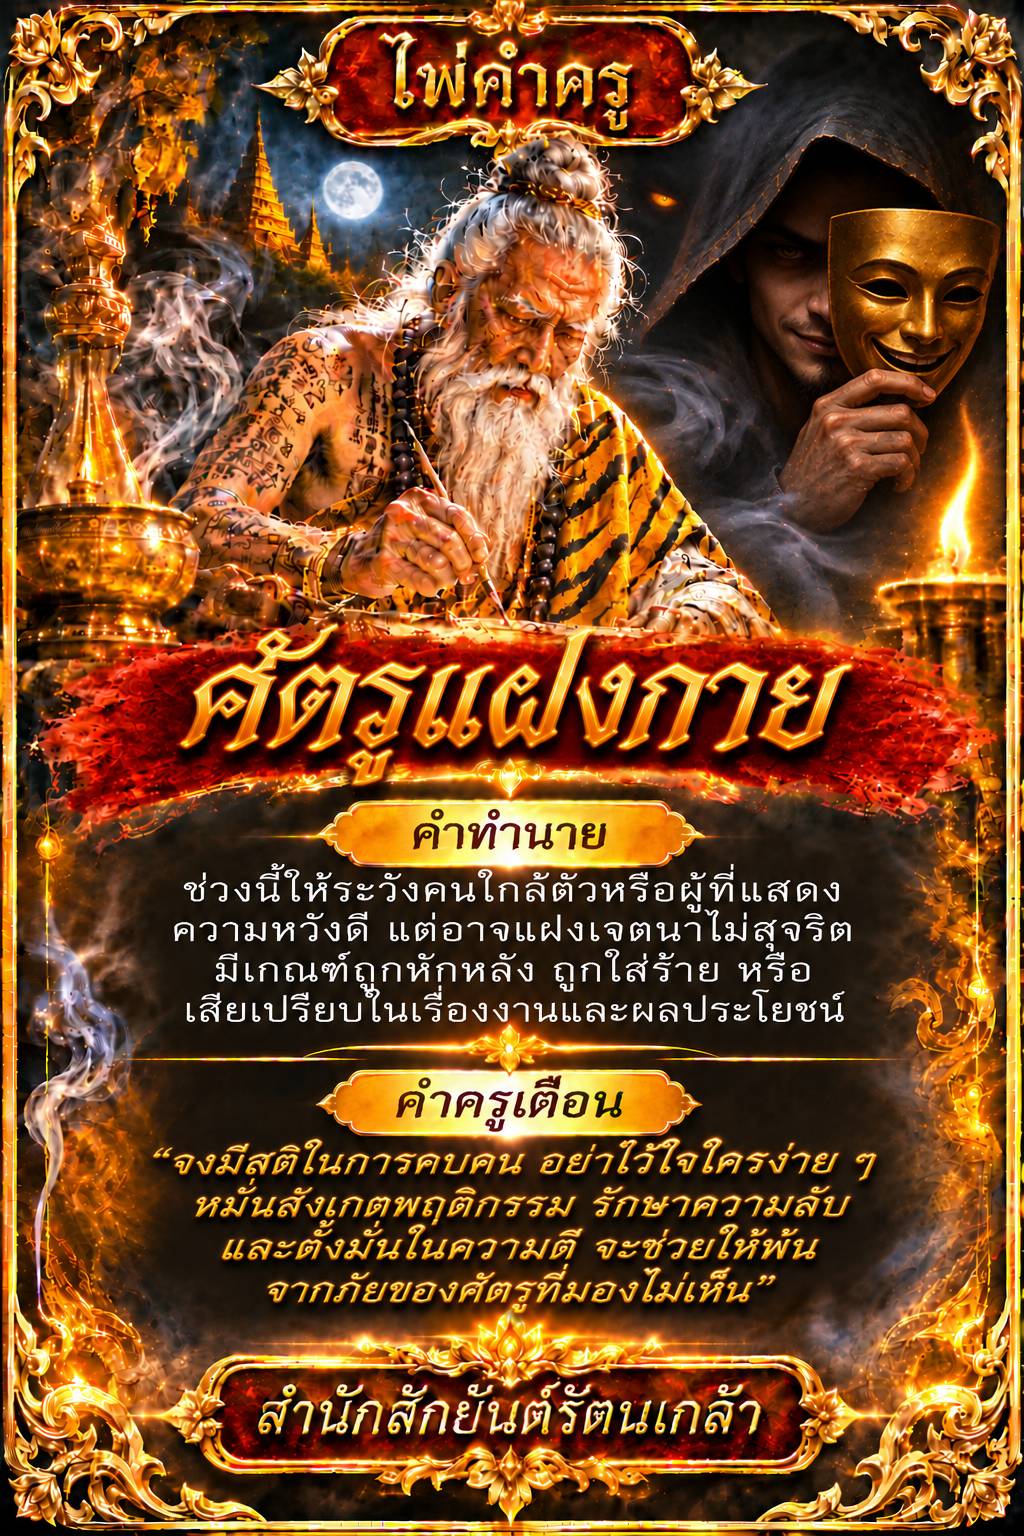 ไพ่คำครู
ศัตรูแฝงกาย
คำทำนาย
ช่วงนี้ให้ระวังคนใกล้ตัวหรือผู้ที่แสดง
ความหวังดี แต่อาจแฝงเจตนาไม่สุจริต
มีเกณฑ์ถูกหักหลัง ถูกใส่ร้าย หรือ
เสียเปรียบในเรื่องงานและผลประโยชน์
คำครูเตือน
“จงมีสติในการคบคน อย่าไว้ใจใครง่าย ๆ
หมั่นสังเกตพฤติกรรม รักษาความลับ
และตั้งมั่นในความดี จะช่วยให้พ้น
จากภัยของศัตรูที่มองไม่เห็น”
สำนักสักยันต์รัตนเกล้า